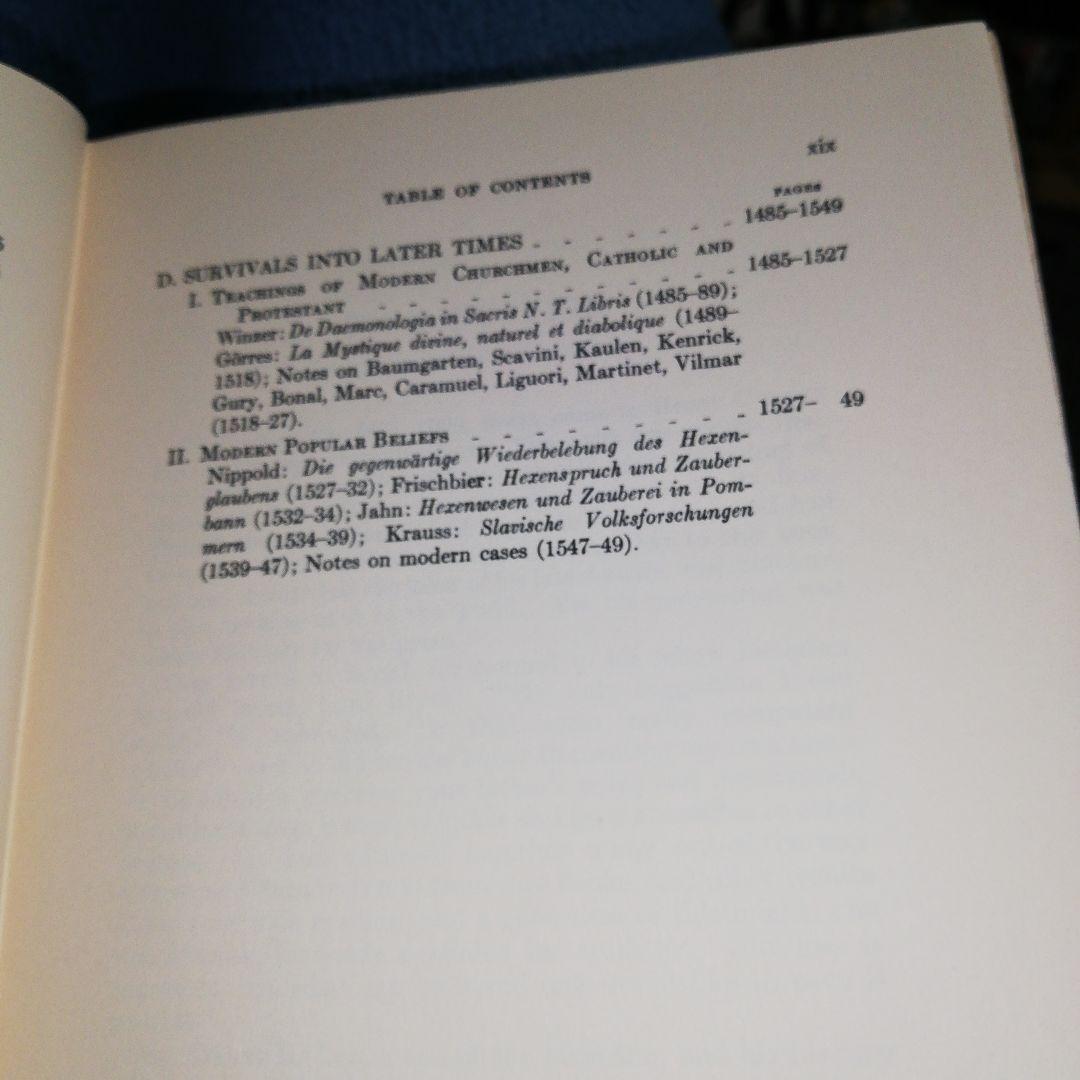 xix
TABLE OF CONTENTS
PAGES
D. SURVIVALS INTO LATER TIMES - - - - - - - 1485–1549
I. TEACHINGS OF MODERN CHURCHMEN, CATHOLIC AND
PROTESTANT - - - - - - - - - - - 1485–1527
Winzer: De Daemonologia in Sacris N. T. Libris (1485–89);
Görres: La Mystique divine, naturel et diabolique (1489–
1518); Notes on Baumgarten, Scavini, Kaulen, Kenrick,
Gury, Bonal, Marc, Caramuel, Liguori, Martinet, Vilmar
(1518–27).
II. MODERN POPULAR BELIEFS - - - - - - - - - 1527– 49
Nippold: Die gegenwärtige Wiederbelebung des Hexen-
glaubens (1527–32); Frischbier: Hexenspruch und Zauber-
bann (1532–34); Jahn: Hexenwesen und Zauberei in Pom-
mern (1534–39); Krauss: Slavische Volksforschungen
(1539–47); Notes on modern cases (1547–49).